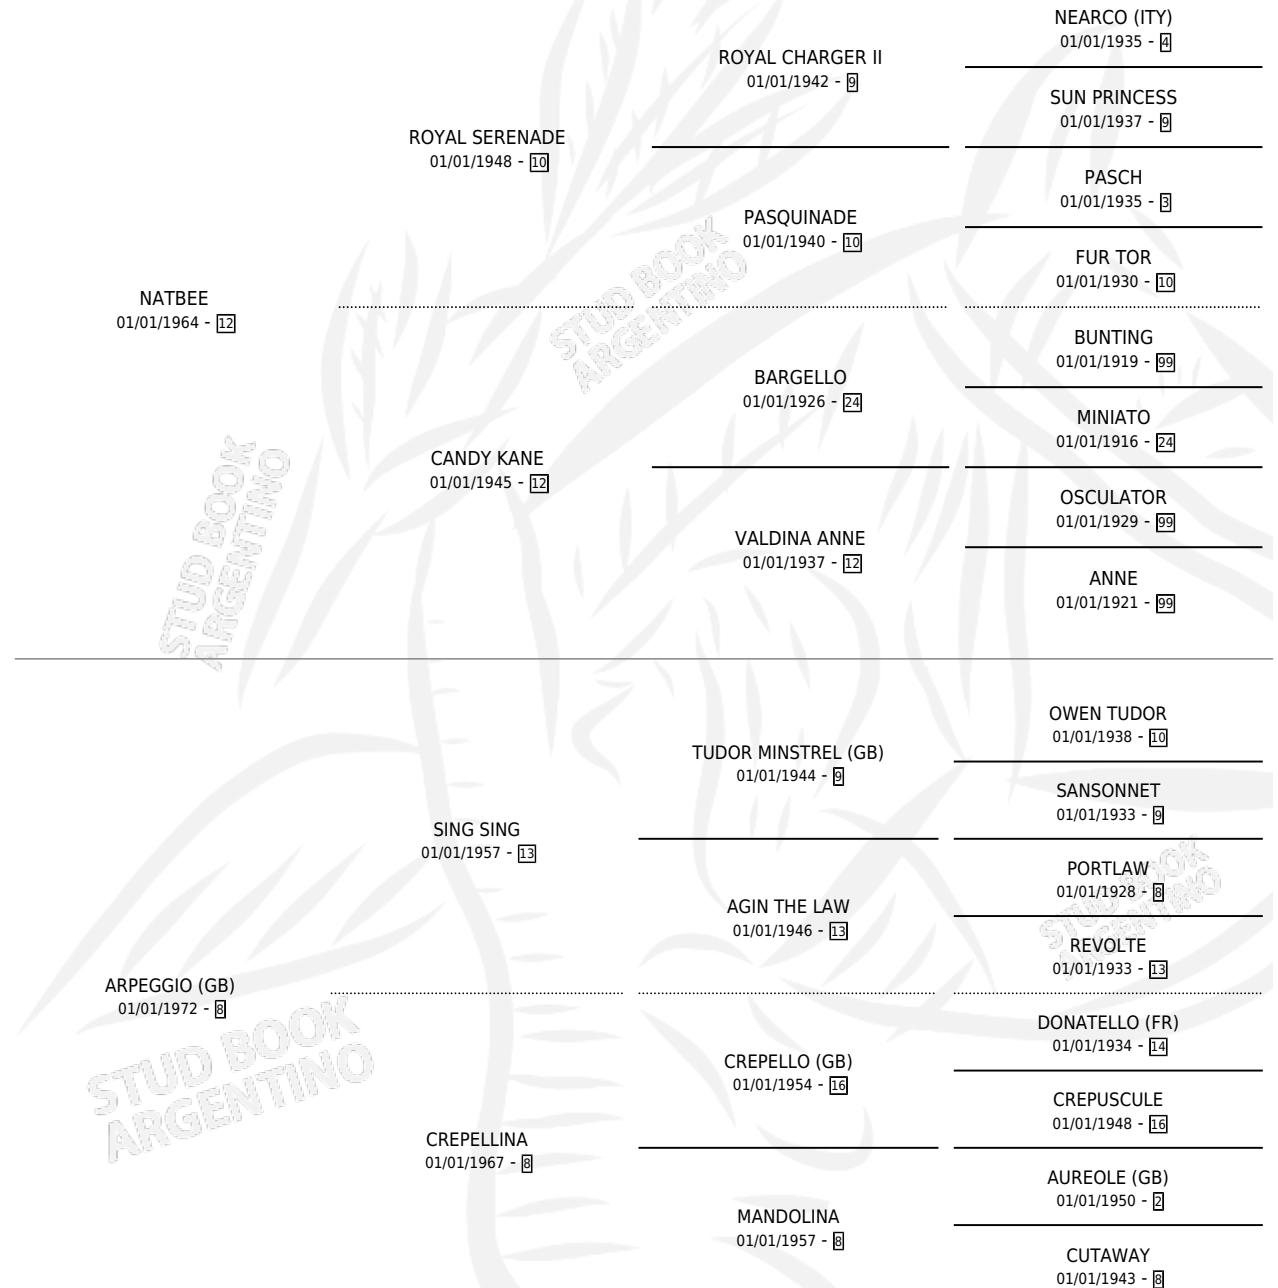 NEARCO (ITY)
01/01/1935 - 4
ROYAL CHARGER II
01/01/1942 - 9
SUN PRINCESS
01/01/1937 - 9
ROYAL SERENADE
01/01/1948 - 10
PASCH
01/01/1935 - 3
PASQUINADE
01/01/1940 - 10
FUR TOR
01/01/1930 - 10
NATBEE
01/01/1964 - 12
STUD BOOK
ARGENTINO
BUNTING
01/01/1919 - 99
BARGELLO
01/01/1926 - 24
MINIATO
01/01/1916 - 24
CANDY KANE
01/01/1945 - 12
OSCULATOR
01/01/1929 - 99
VALDINA ANNE
01/01/1937 - 12
ANNE
01/01/1921 - 99
STUD BOOK
ARGENTINO
OWEN TUDOR
01/01/1938 - 10
TUDOR MINSTREL (GB)
01/01/1944 - 9
SANSONNET
01/01/1933 - 9
SING SING
01/01/1957 - 13
PORTLAW
01/01/1928 - 8
AGIN THE LAW
01/01/1946 - 13
REVOLTE
01/01/1933 - 13
STUD BOOK
ARGENTINO
ARPEGGIO (GB)
01/01/1972 - 8
DONATELLO (FR)
01/01/1934 - 14
CREPELLO (GB)
01/01/1954 - 16
CREPUSCULE
01/01/1948 - 16
STUD BOOK
ARGENTINO
CREPELLINA
01/01/1967 - 8
AUREOLE (GB)
01/01/1950 - 2
MANDOLINA
01/01/1957 - 8
CUTAWAY
01/01/1943 - 8